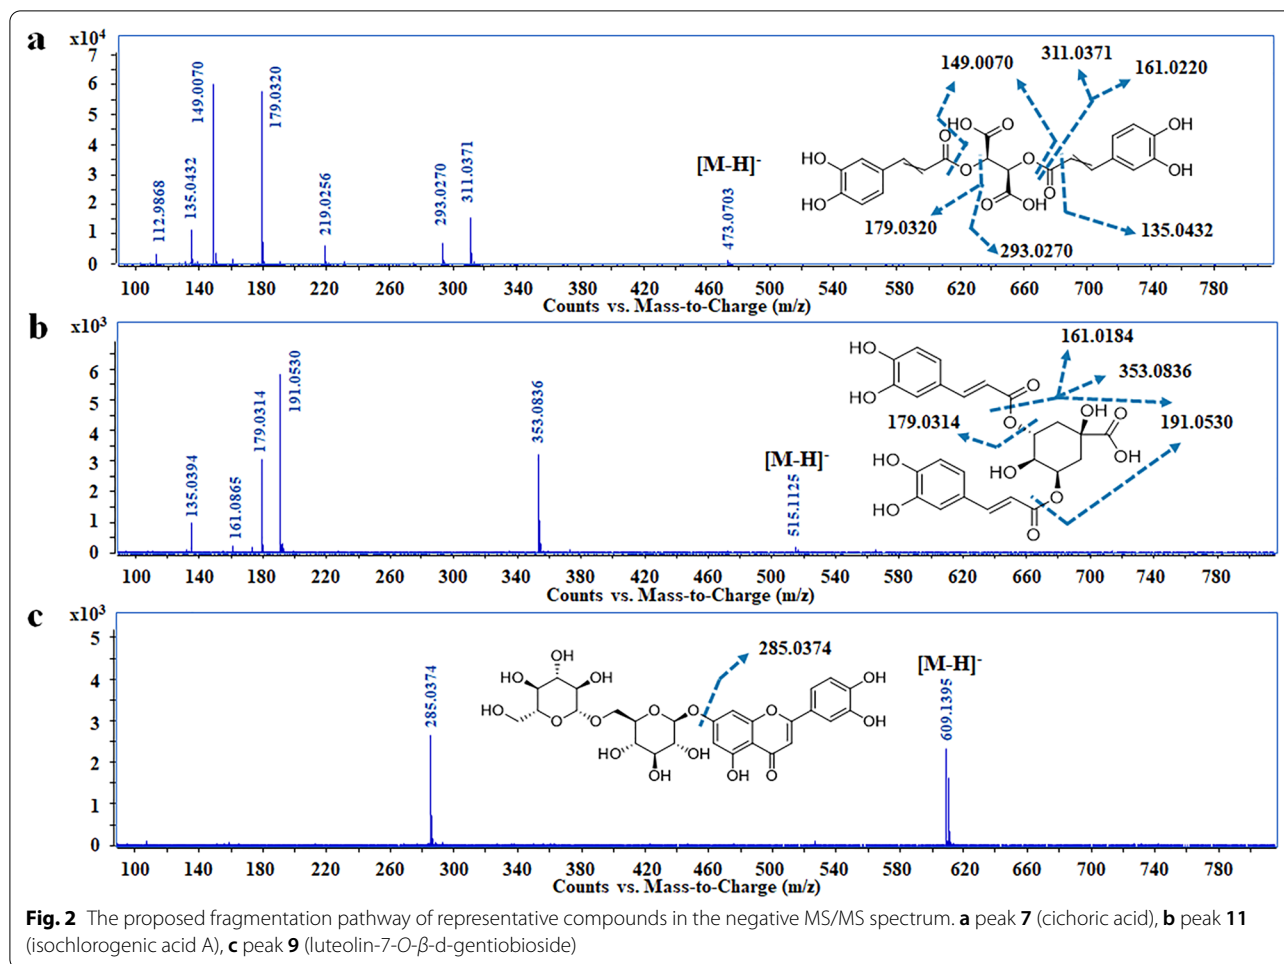 a
x10⁴
7
6
5
4
3
2
1
0
112.9868
135.0432
149.0070
179.0320
219.0256
293.0270
311.0371
[M-H]⁻
473.0703
149.0070
311.0371
161.0220
HO
O
O
O
OH
HO
HO
O
O
O
OH
O
OH
179.0320
293.0270
135.0432
100 140 180 220 260 300 340 380 420 460 500 540 580 620 660 700 740 780
Counts vs. Mass-to-Charge (m/z)
b
x10³
6
5
4
3
2
1
0
135.0394
161.0865
179.0314
191.0530
353.0836
[M-H]⁻
515.1125
161.0184
353.0836
191.0530
179.0314
HO
HO
O
O
OH
O
OH
HO
HO
HO
O
O
100 140 180 220 260 300 340 380 420 460 500 540 580 620 660 700 740 780
Counts vs. Mass-to-Charge (m/z)
c
x10³
5
4
3
2
1
0
285.0374
285.0374
[M-H]⁻
609.1395
OH
HO
OH
HO
O
O
O
O
HO
OH
OH
O
OH
OH
OH
O
100 140 180 220 260 300 340 380 420 460 500 540 580 620 660 700 740 780
Counts vs. Mass-to-Charge (m/z)
Fig. 2 The proposed fragmentation pathway of representative compounds in the negative MS/MS spectrum. a peak 7 (cichoric acid), b peak 11
(isochlorogenic acid A), c peak 9 (luteolin-7-O-β-d-gentiobioside)